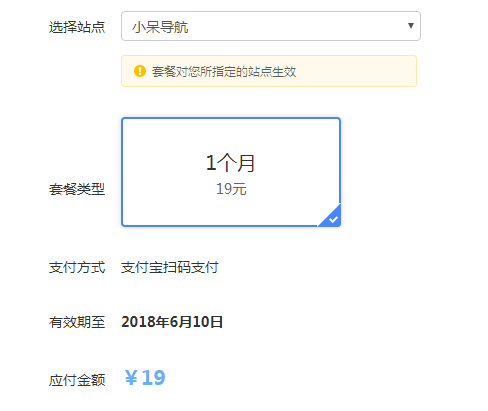 选择站点 小呆导航
套餐对您所指定的站点生效
1个月
套餐类型 19元
支付方式 支付宝扫码支付
有效期至 2018年6月10日
应付金额 ¥19